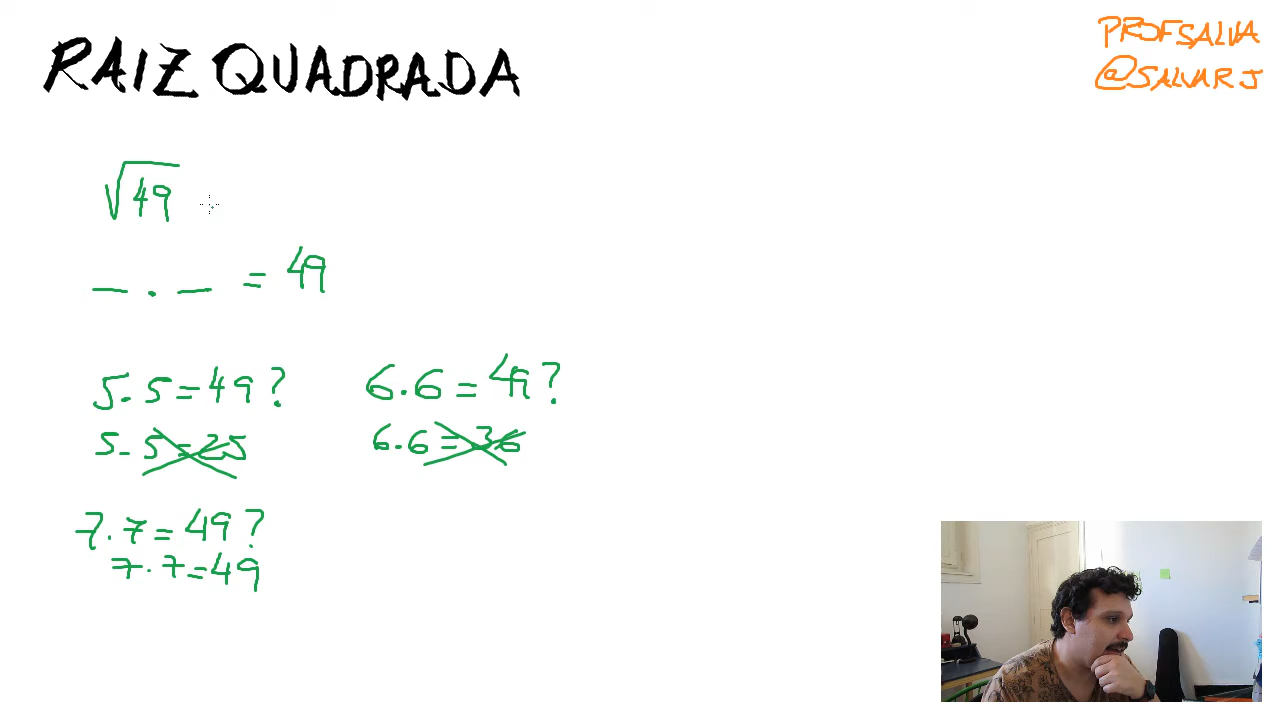 RAIZ QUADRADA
PROFSALVA
@SALVARJ
√49
_ . _ = 49
5.5=49?
6.6=49?
5.5=25
6.6=36
7.7=49?
7.7=49